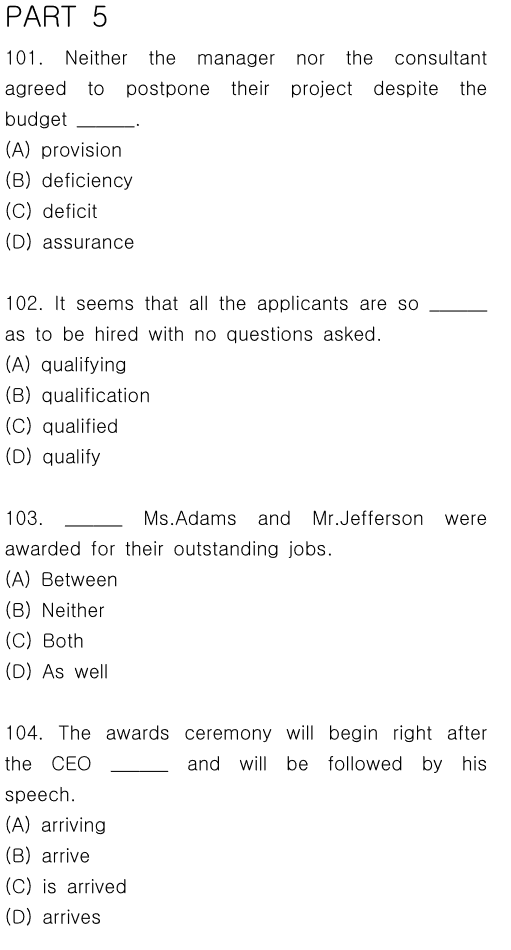 PART 5
101. Neither the manager nor the consultant
agreed to postpone their project despite the
budget ______.
(A) provision
(B) deficiency
(C) deficit
(D) assurance
102. It seems that all the applicants are so ______
as to be hired with no questions asked.
(A) qualifying
(B) qualification
(C) qualified
(D) qualify
103. ______ Ms.Adams and Mr.Jefferson were
awarded for their outstanding jobs.
(A) Between
(B) Neither
(C) Both
(D) As well
104. The awards ceremony will begin right after
the CEO ______ and will be followed by his
speech.
(A) arriving
(B) arrive
(C) is arrived
(D) arrives